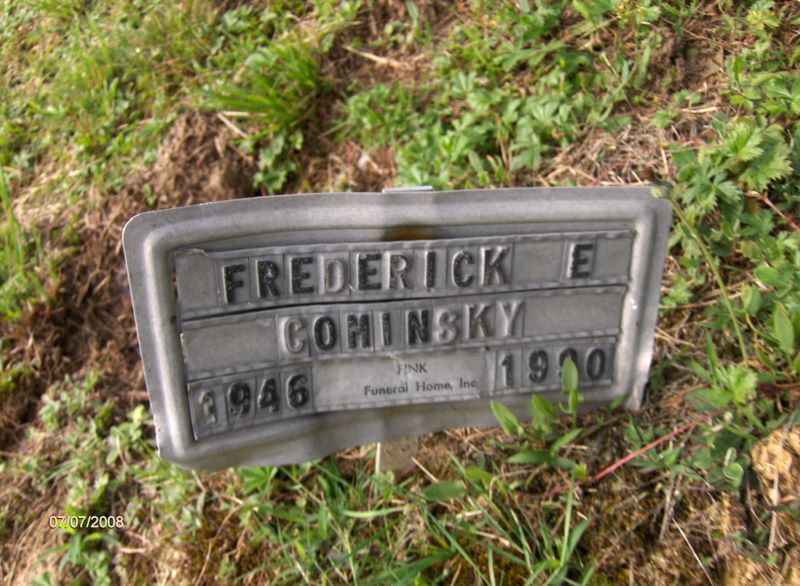 FREDERICK E
COMINSKY
1946
FINK
Funeral Home, Inc
1990
07/07/2008